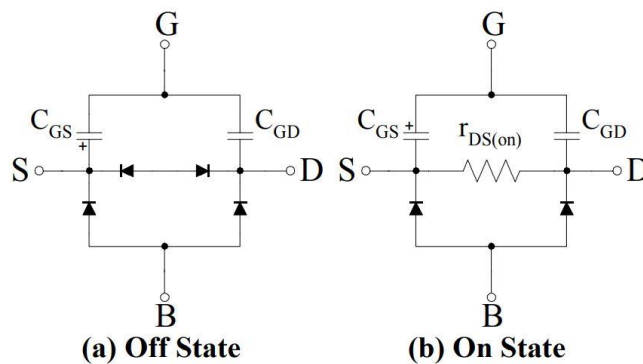 G G
C_GS + C_GD C_GS + r_DS(on) C_GD
S D S D
B B
(a) Off State (b) On State